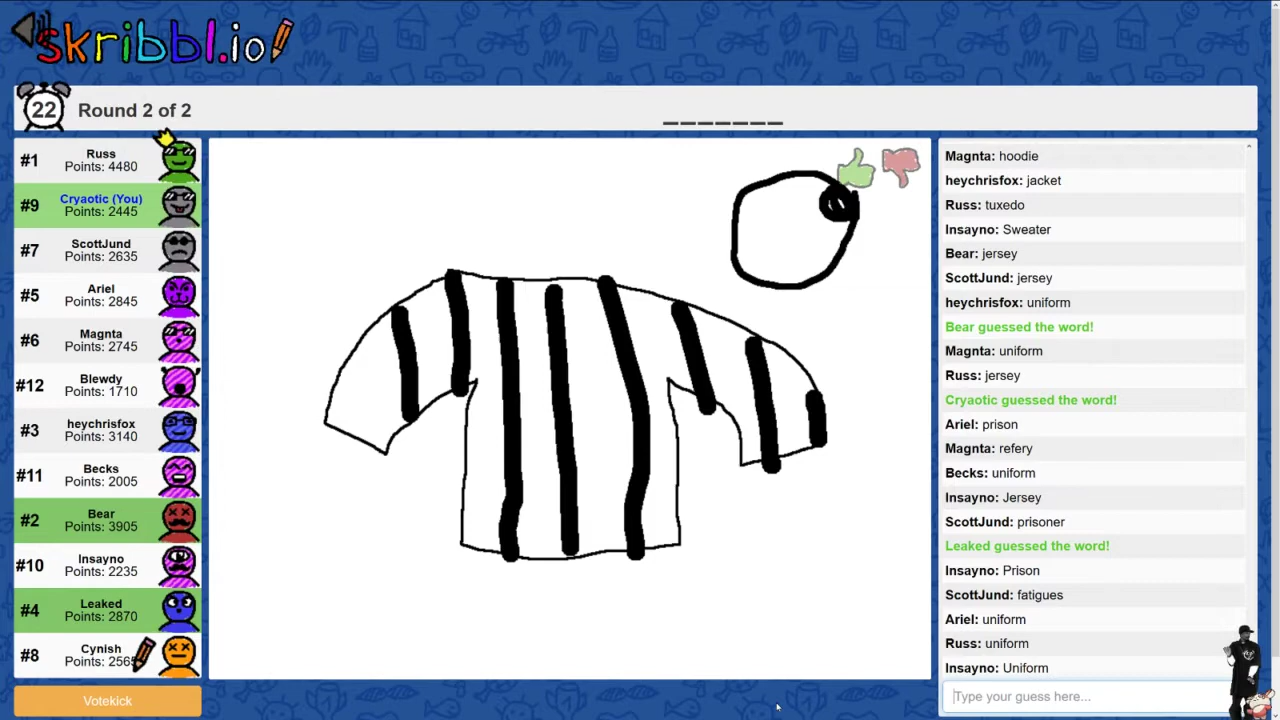 skribbl.io!
22
Round 2 of 2
_______
#1
Russ
Points: 4480
#9
Cryaotic (You)
Points: 2445
#7
ScottJund
Points: 2635
#5
Ariel
Points: 2845
#6
Magnta
Points: 2745
#12
Blewdy
Points: 1710
#3
heychrisfox
Points: 3140
#11
Becks
Points: 2005
#2
Bear
Points: 3905
#10
Insayno
Points: 2235
#4
Leaked
Points: 2870
#8
Cynish
Points: 2565
Votekick
Magnta: hoodie
heychrisfox: jacket
Russ: tuxedo
Insayno: Sweater
Bear: jersey
ScottJund: jersey
heychrisfox: uniform
Bear guessed the word!
Magnta: uniform
Russ: jersey
Cryaotic guessed the word!
Ariel: prison
Magnta: refery
Becks: uniform
Insayno: Jersey
ScottJund: prisoner
Leaked guessed the word!
Insayno: Prison
ScottJund: fatigues
Ariel: uniform
Russ: uniform
Insayno: Uniform
Type your guess here...